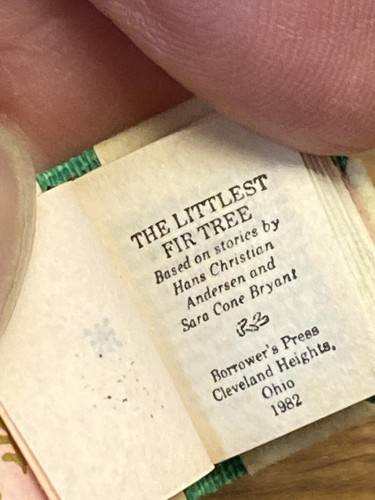 THE LITTLEST
FIR TREE
Based on stories by
Hans Christian
Andersen and
Sara Cone Bryant
Borrower's Press
Cleveland Heights,
Ohio
1982